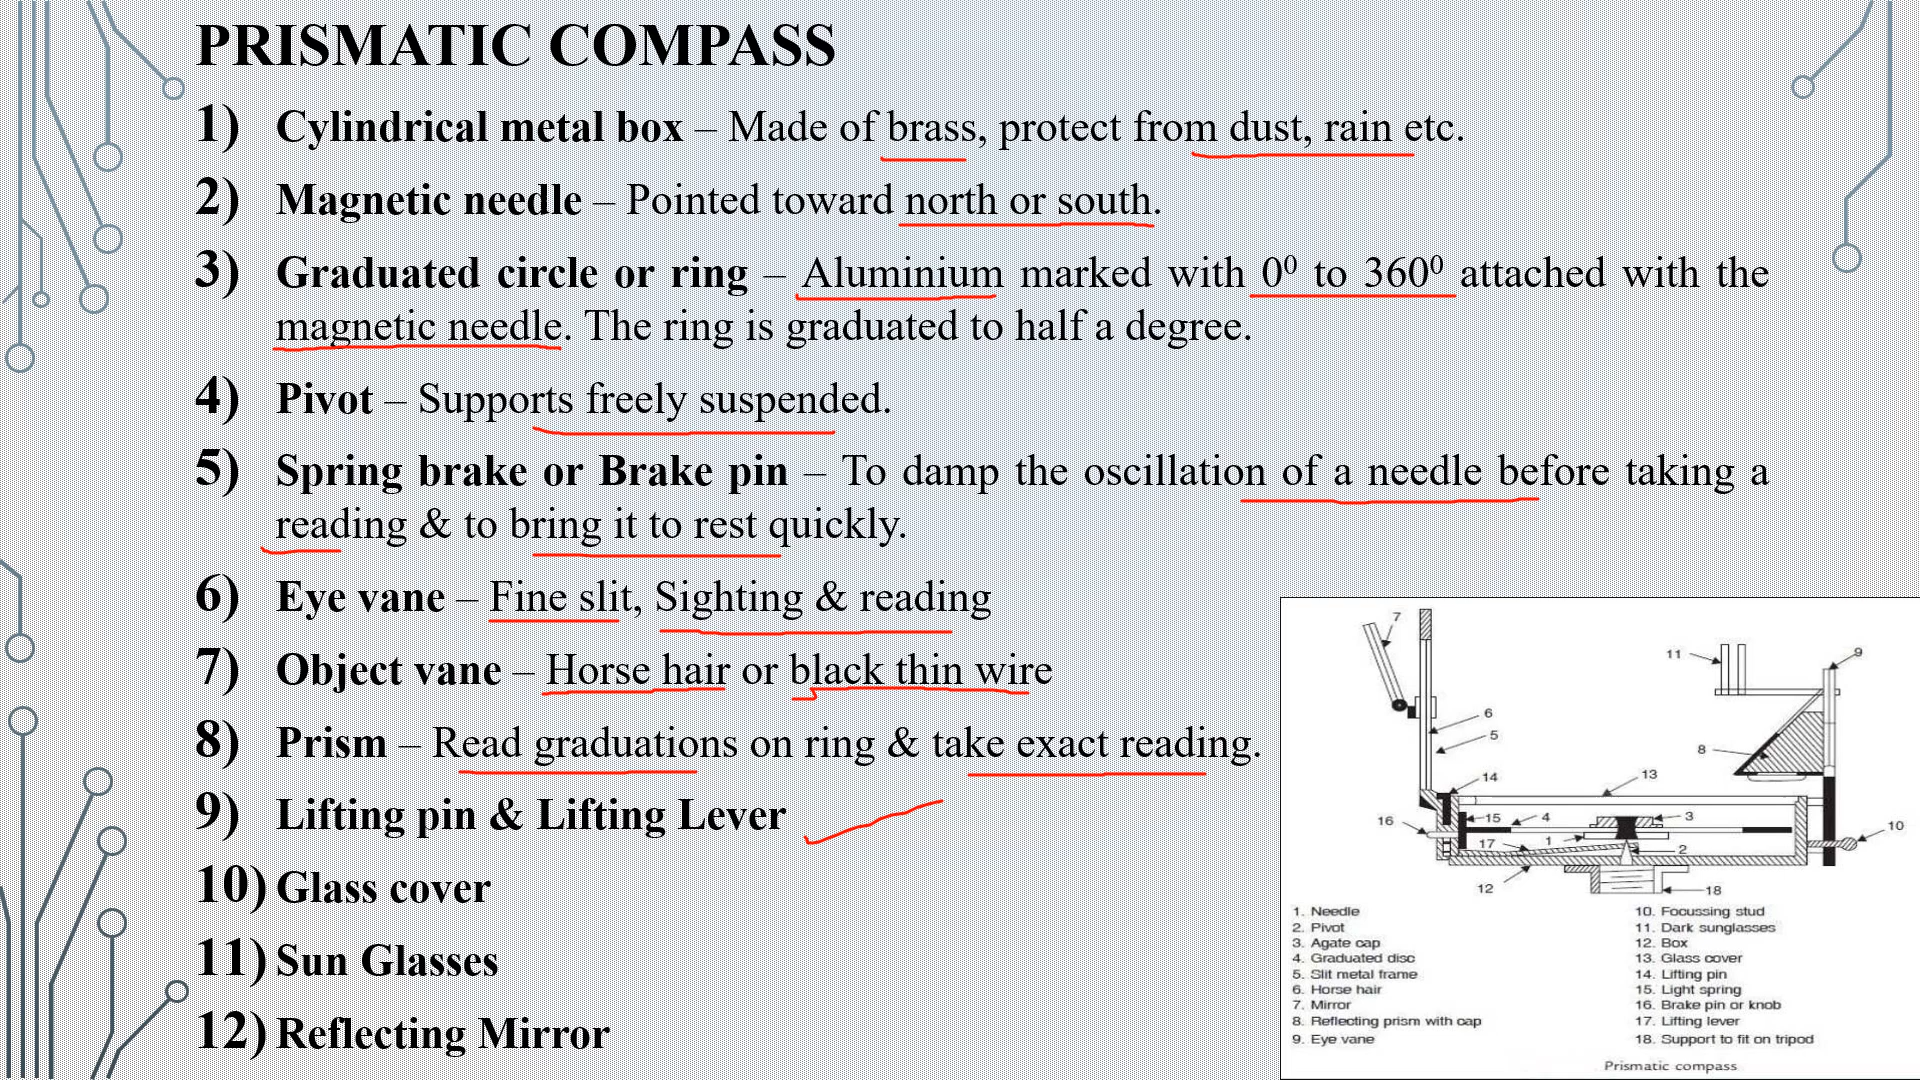 PRISMATIC COMPASS
1) Cylindrical metal box – Made of brass, protect from dust, rain etc.
2) Magnetic needle – Pointed toward north or south.
3) Graduated circle or ring – Aluminium marked with 0⁰ to 360⁰ attached with the
magnetic needle. The ring is graduated to half a degree.
4) Pivot – Supports freely suspended.
5) Spring brake or Brake pin – To damp the oscillation of a needle before taking a
reading & to bring it to rest quickly.
6) Eye vane – Fine slit, Sighting & reading
7) Object vane – Horse hair or black thin wire
8) Prism – Read graduations on ring & take exact reading.
9) Lifting pin & Lifting Lever
10) Glass cover
11) Sun Glasses
12) Reflecting Mirror
7
11
9
6
5
8
14
13
16
15
4
3
10
17
1
2
12
18
1. Needle
2. Pivot
3. Agate cap
4. Graduated disc
5. Slit metal frame
6. Horse hair
7. Mirror
8. Reflecting prism with cap
9. Eye vane
10. Focussing stud
11. Dark sunglasses
12. Box
13. Glass cover
14. Lifting pin
15. Light spring
16. Brake pin or knob
17. Lifting lever
18. Support to fit on tripod
Prismatic compass